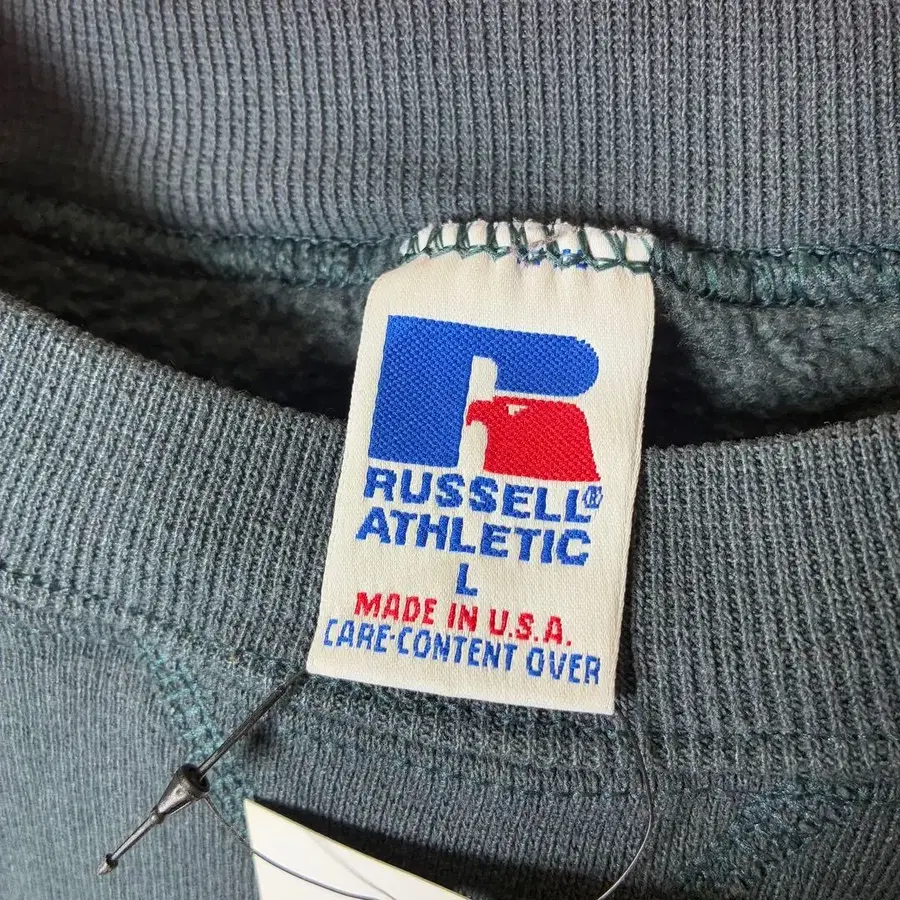 RUSSELL®
ATHLETIC
L
MADE IN U.S.A.
CARE-CONTENT OVER